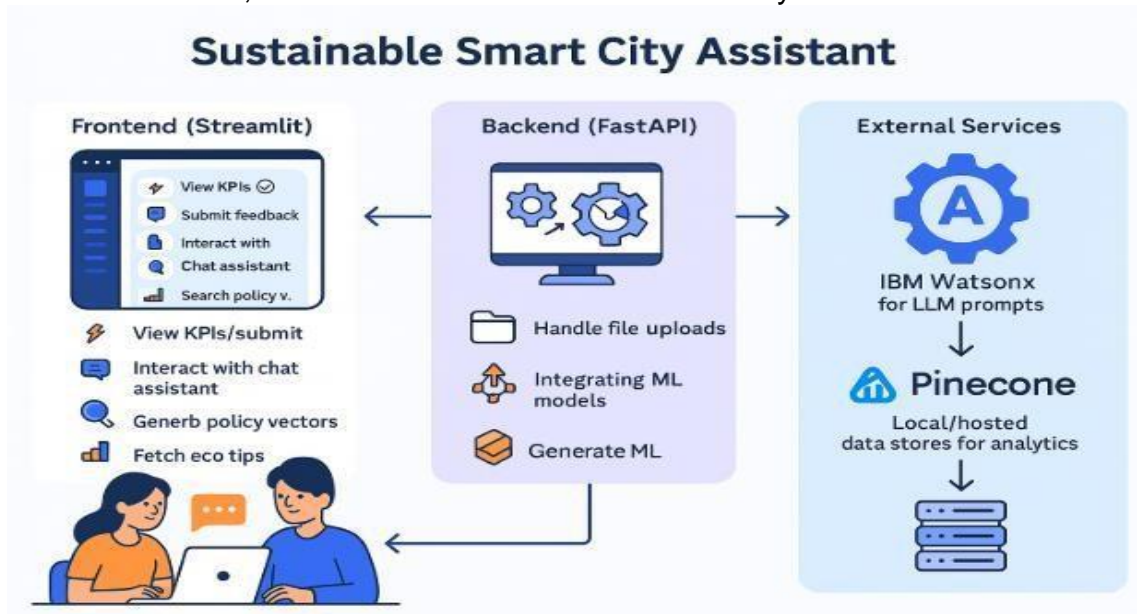 Sustainable Smart City Assistant
Frontend (Streamlit)
View KPIs
Submit feedback
Interact with
Chat assistant
Search policy v.
View KPIs/submit
Interact with chat
assistant
Generb policy vectors
Fetch eco tips
Backend (FastAPI)
Handle file uploads
Integrating ML
models
Generate ML
External Services
A
IBM Watsonx
for LLM prompts
Pinecone
Local/hosted
data stores for analytics